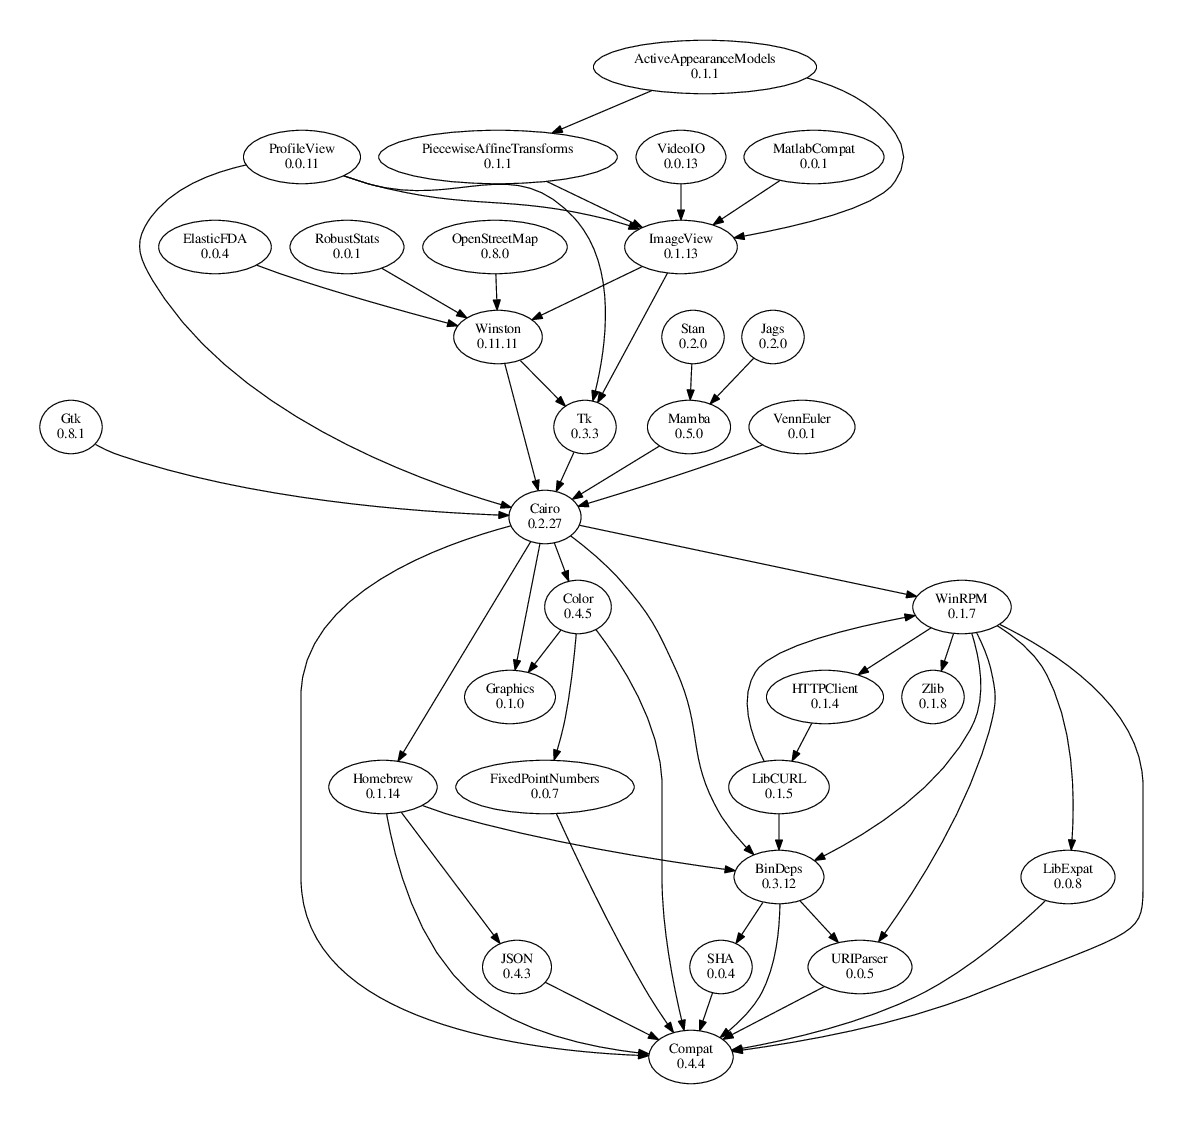 ActiveAppearanceModels
0.1.1
ProfileView
0.0.11
PiecewiseAffineTransforms
0.1.1
VideoIO
0.0.13
MatlabCompat
0.0.1
ElasticFDA
0.0.4
RobustStats
0.0.1
OpenStreetMap
0.8.0
ImageView
0.1.13
Winston
0.11.11
Stan
0.2.0
Jags
0.2.0
Gtk
0.8.1
Tk
0.3.3
Mamba
0.5.0
VennEuler
0.0.1
Cairo
0.2.27
Color
0.4.5
WinRPM
0.1.7
Graphics
0.1.0
HTTPClient
0.1.4
Zlib
0.1.8
Homebrew
0.1.14
FixedPointNumbers
0.0.7
LibCURL
0.1.5
BinDeps
0.3.12
LibExpat
0.0.8
JSON
0.4.3
SHA
0.0.4
URIParser
0.0.5
Compat
0.4.4